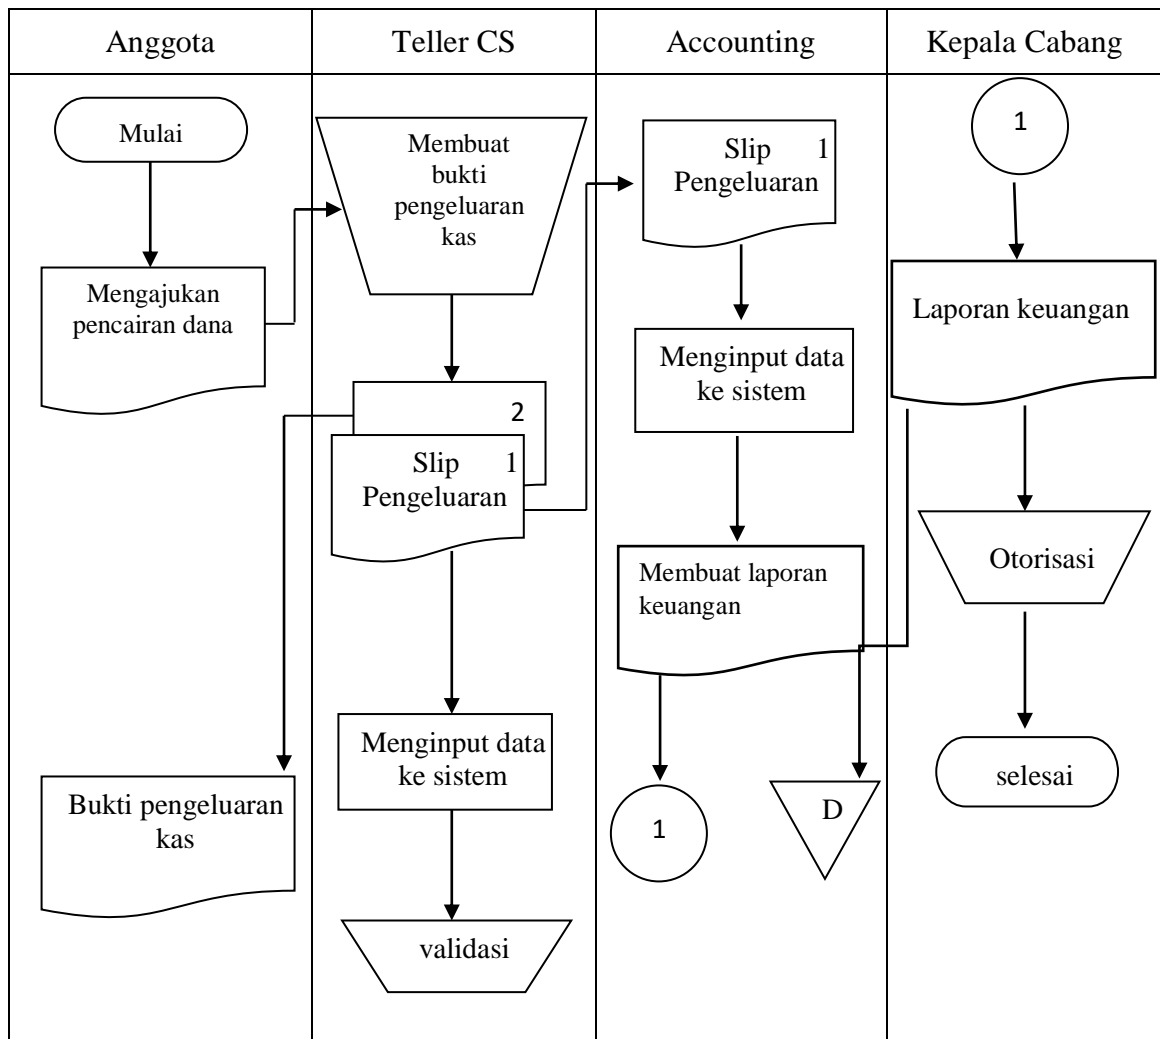 Anggota
Teller CS
Accounting
Kepala Cabang
Mulai
Mengajukan
pencairan dana
Bukti pengeluaran
kas
Membuat
bukti
pengeluaran
kas
2
Slip 1
Pengeluaran
Menginput data
ke sistem
validasi
Slip 1
Pengeluaran
Menginput data
ke sistem
Membuat laporan
keuangan
1
D
1
Laporan keuangan
Otorisasi
selesai